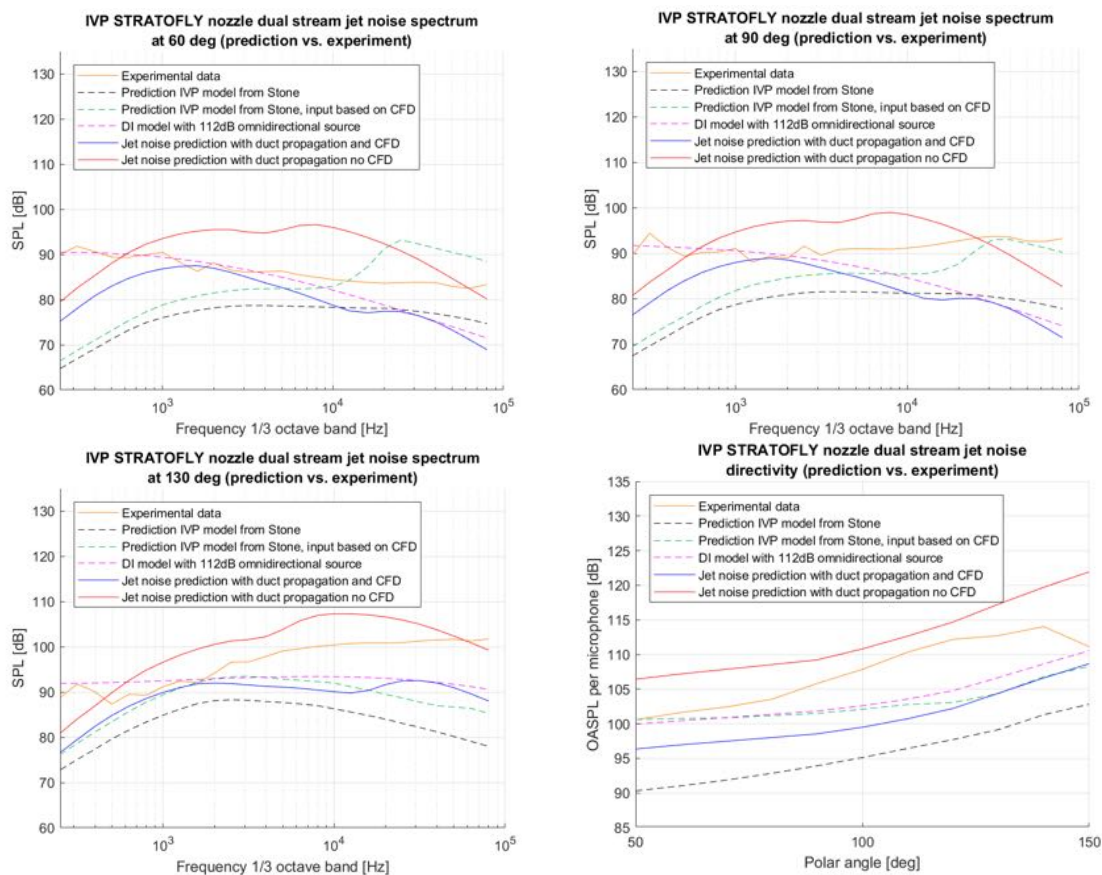 IVP STRATOFLY nozzle dual stream jet noise spectrum
at 60 deg (prediction vs. experiment)
130
120
110
100
90
80
70
60
SPL [dB]
Experimental data
Prediction IVP model from Stone
Prediction IVP model from Stone, input based on CFD
DI model with 112dB omnidirectional source
Jet noise prediction with duct propagation and CFD
Jet noise prediction with duct propagation no CFD
10³
10⁴
10⁵
Frequency 1/3 octave band [Hz]
IVP STRATOFLY nozzle dual stream jet noise spectrum
at 90 deg (prediction vs. experiment)
130
120
110
100
90
80
70
60
SPL [dB]
Experimental data
Prediction IVP model from Stone
Prediction IVP model from Stone, input based on CFD
DI model with 112dB omnidirectional source
Jet noise prediction with duct propagation and CFD
Jet noise prediction with duct propagation no CFD
10³
10⁴
10⁵
Frequency 1/3 octave band [Hz]
IVP STRATOFLY nozzle dual stream jet noise spectrum
at 130 deg (prediction vs. experiment)
130
120
110
100
90
80
70
60
SPL [dB]
Experimental data
Prediction IVP model from Stone
Prediction IVP model from Stone, input based on CFD
DI model with 112dB omnidirectional source
Jet noise prediction with duct propagation and CFD
Jet noise prediction with duct propagation no CFD
10³
10⁴
10⁵
Frequency 1/3 octave band [Hz]
IVP STRATOFLY nozzle dual stream jet noise
directivity (prediction vs. experiment)
135
130
125
120
115
110
105
100
95
90
85
OASPL per microphone [dB]
Experimental data
Prediction IVP model from Stone
Prediction IVP model from Stone, input based on CFD
DI model with 112dB omnidirectional source
Jet noise prediction with duct propagation and CFD
Jet noise prediction with duct propagation no CFD
50
100
150
Polar angle [deg]